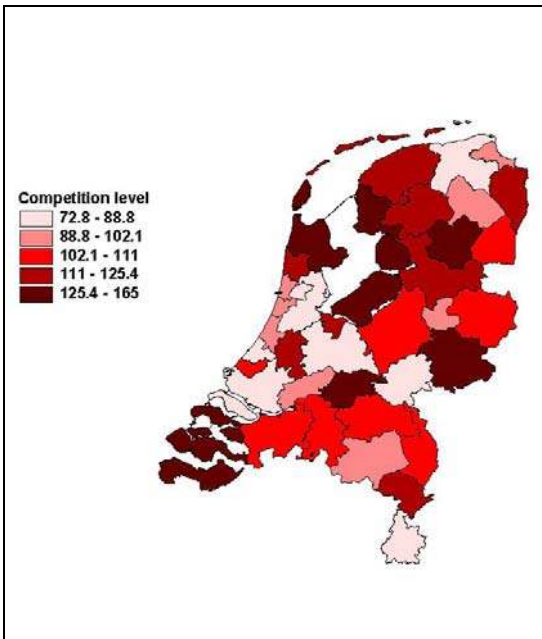 Competition level
72.8 - 88.8
88.8 - 102.1
102.1 - 111
111 - 125.4
125.4 - 165